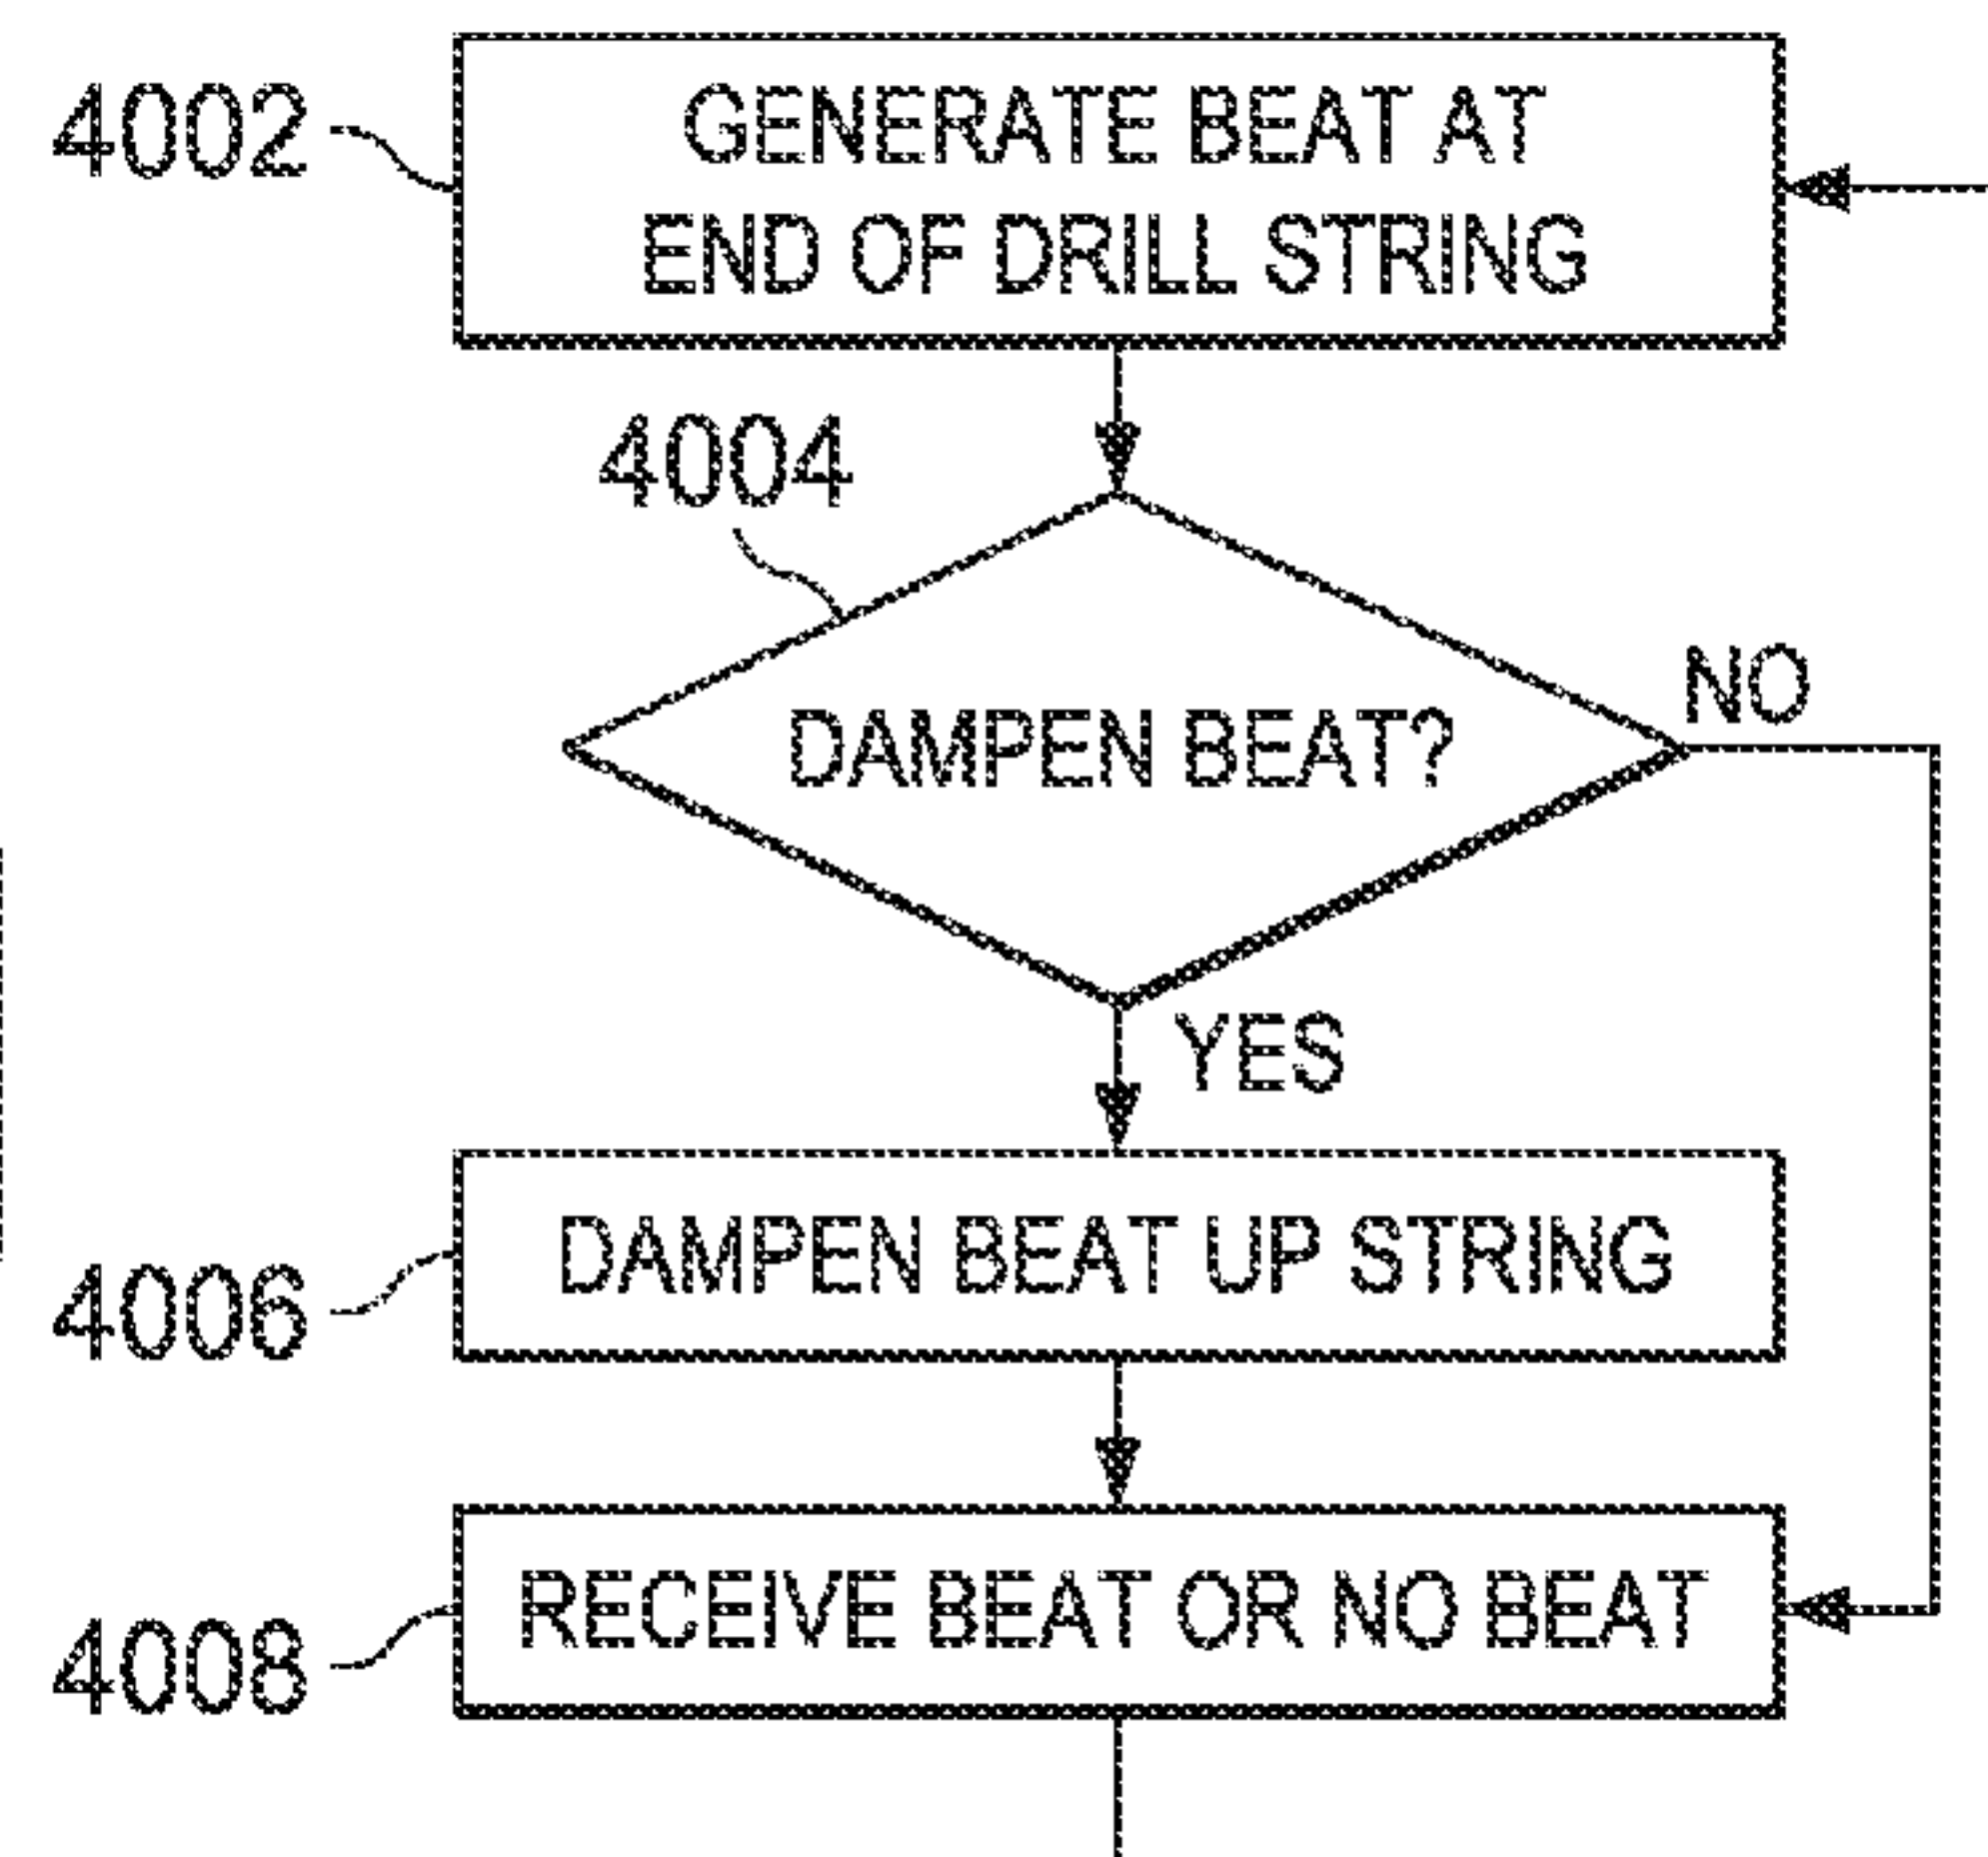 4002
GENERATE BEAT AT
END OF DRILL STRING
4004
DAMPEN BEAT?
NO
YES
4006
DAMPEN BEAT UP STRING
4008
RECEIVE BEAT OR NO BEAT